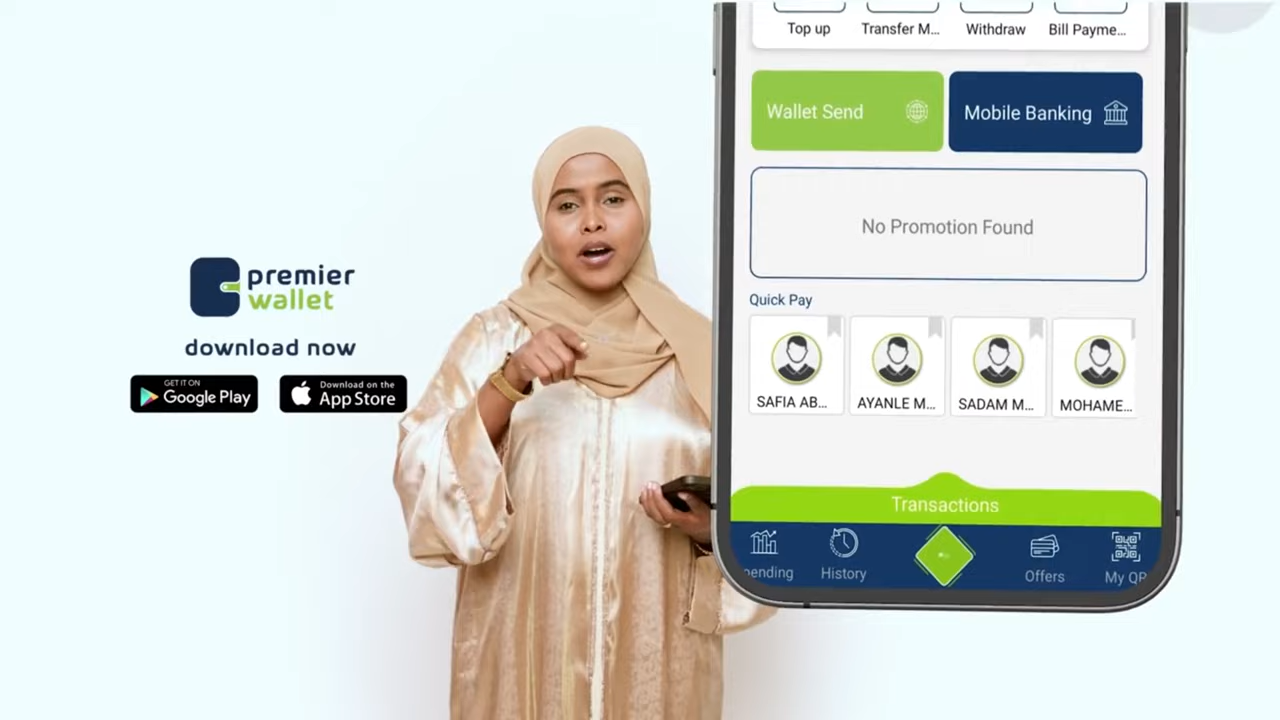 premier
wallet
download now
GET IT ON
Google Play
Download on the
App Store
Top up
Transfer M...
Withdraw
Bill Payme...
Wallet Send
Mobile Banking
No Promotion Found
Quick Pay
SAFIA AB...
AYANLE M...
SADAM M...
MOHAME...
Transactions
pending
History
Offers
My QR